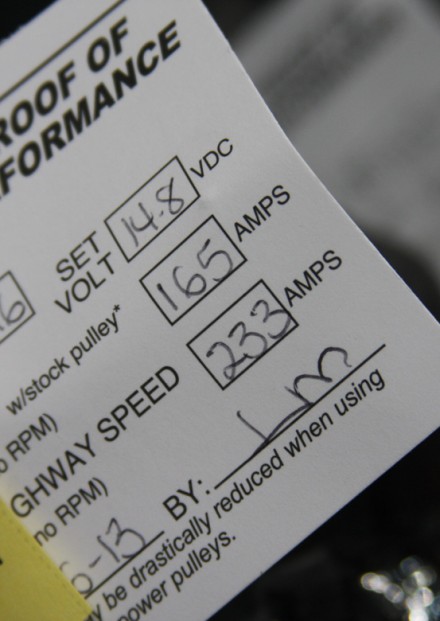 ROOF OF
FORMANCE
SET VOLT 14.8 VDC
w/stock pulley* 165 AMPS
RPM)
GHWAY SPEED 233 AMPS
no RPM)
-13 BY: Lm
be drastically reduced when using
power pulleys.